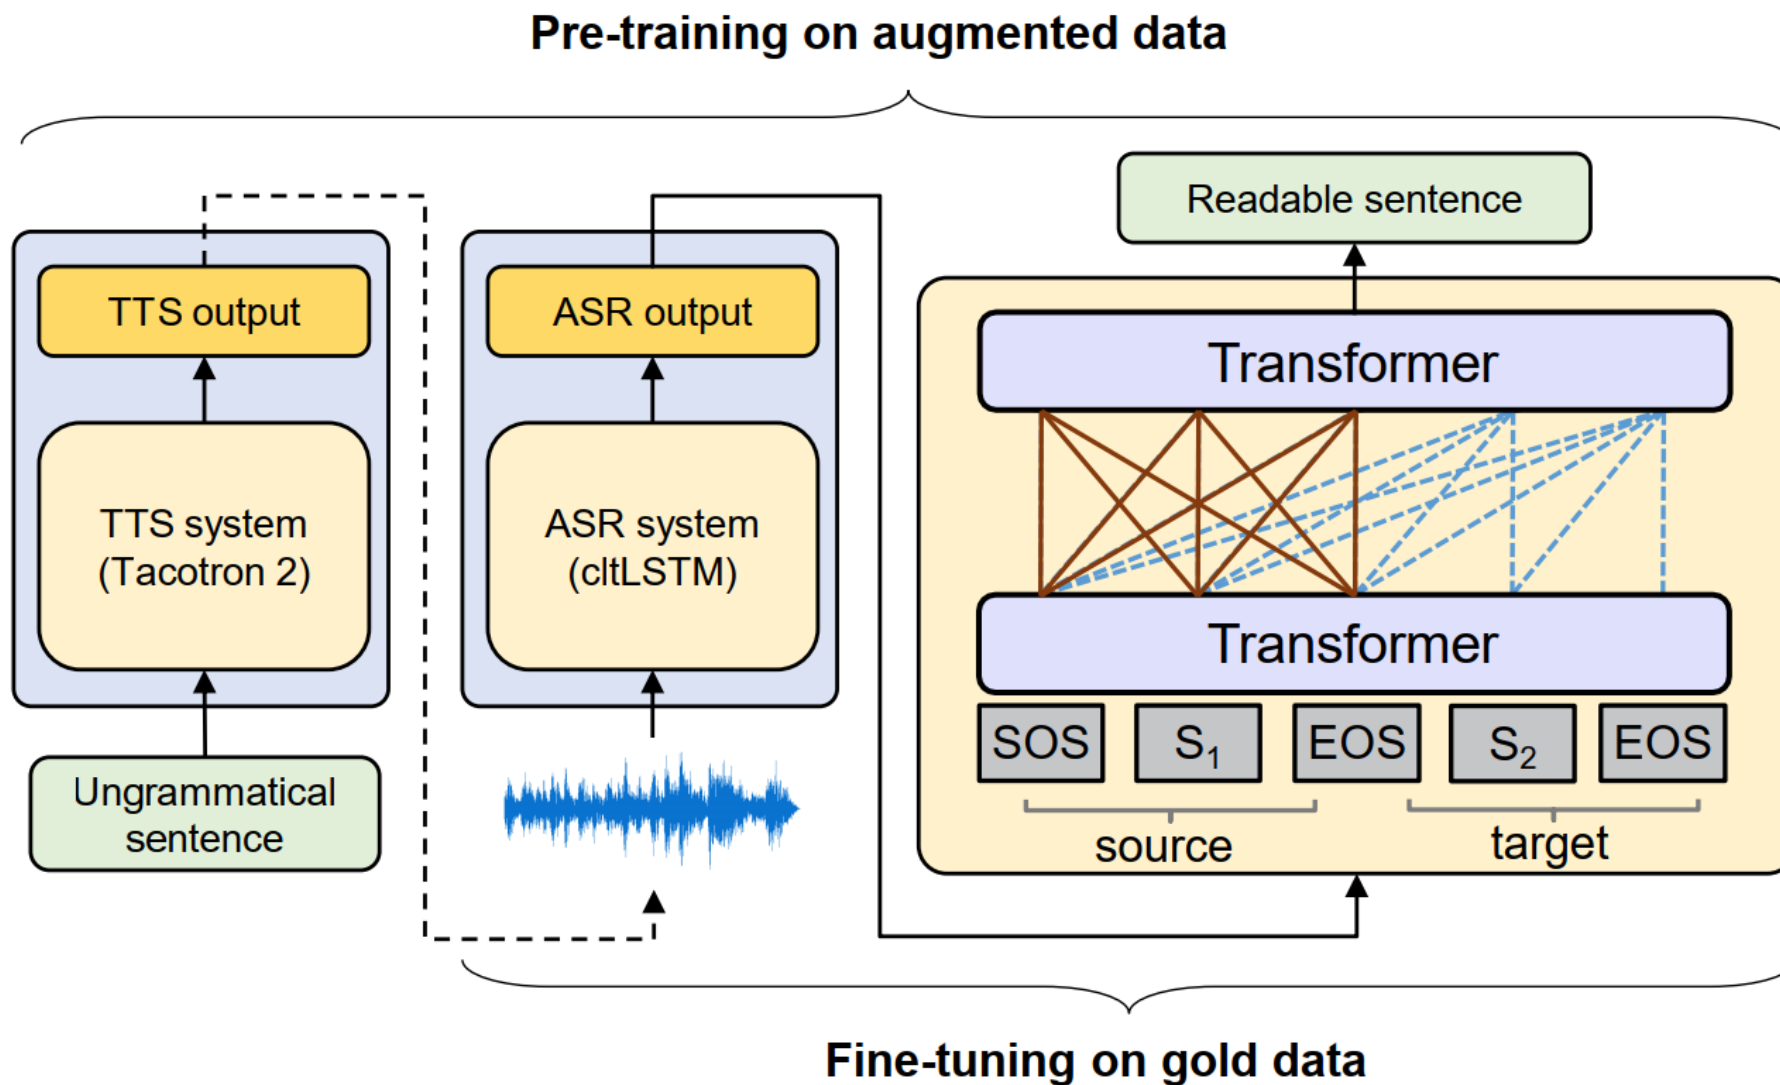 Pre-training on augmented data
TTS output
TTS system
(Tacotron 2)
Ungrammatical
sentence
ASR output
ASR system
(cltLSTM)
Readable sentence
Transformer
Transformer
SOS S₁ EOS S₂ EOS
source target
Fine-tuning on gold data